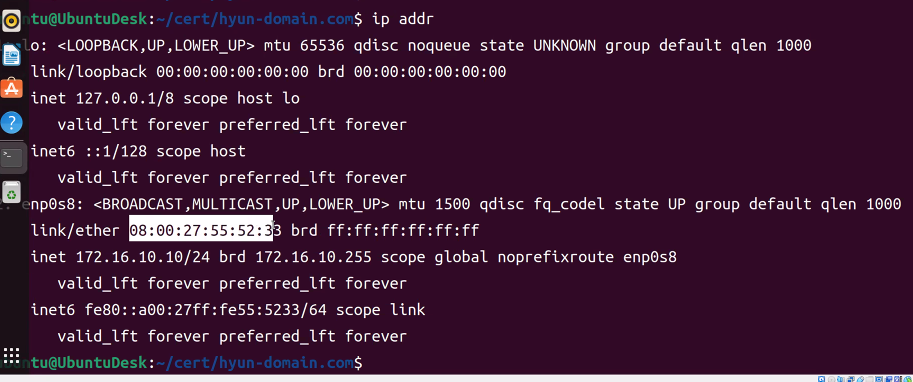 ntu@UbuntuDesk:~/cert/hyun-domain.com$ ip addr
lo: <LOOPBACK,UP,LOWER_UP> mtu 65536 qdisc noqueue state UNKNOWN group default qlen 1000
link/loopback 00:00:00:00:00:00 brd 00:00:00:00:00:00
inet 127.0.0.1/8 scope host lo
valid_lft forever preferred_lft forever
inet6 ::1/128 scope host
valid_lft forever preferred_lft forever
enp0s8: <BROADCAST,MULTICAST,UP,LOWER_UP> mtu 1500 qdisc fq_codel state UP group default qlen 1000
link/ether 08:00:27:55:52:33 brd ff:ff:ff:ff:ff:ff
inet 172.16.10.10/24 brd 172.16.10.255 scope global noprefixroute enp0s8
valid_lft forever preferred_lft forever
inet6 fe80::a00:27ff:fe55:5233/64 scope link
valid_lft forever preferred_lft forever
untu@UbuntuDesk:~/cert/hyun-domain.com$